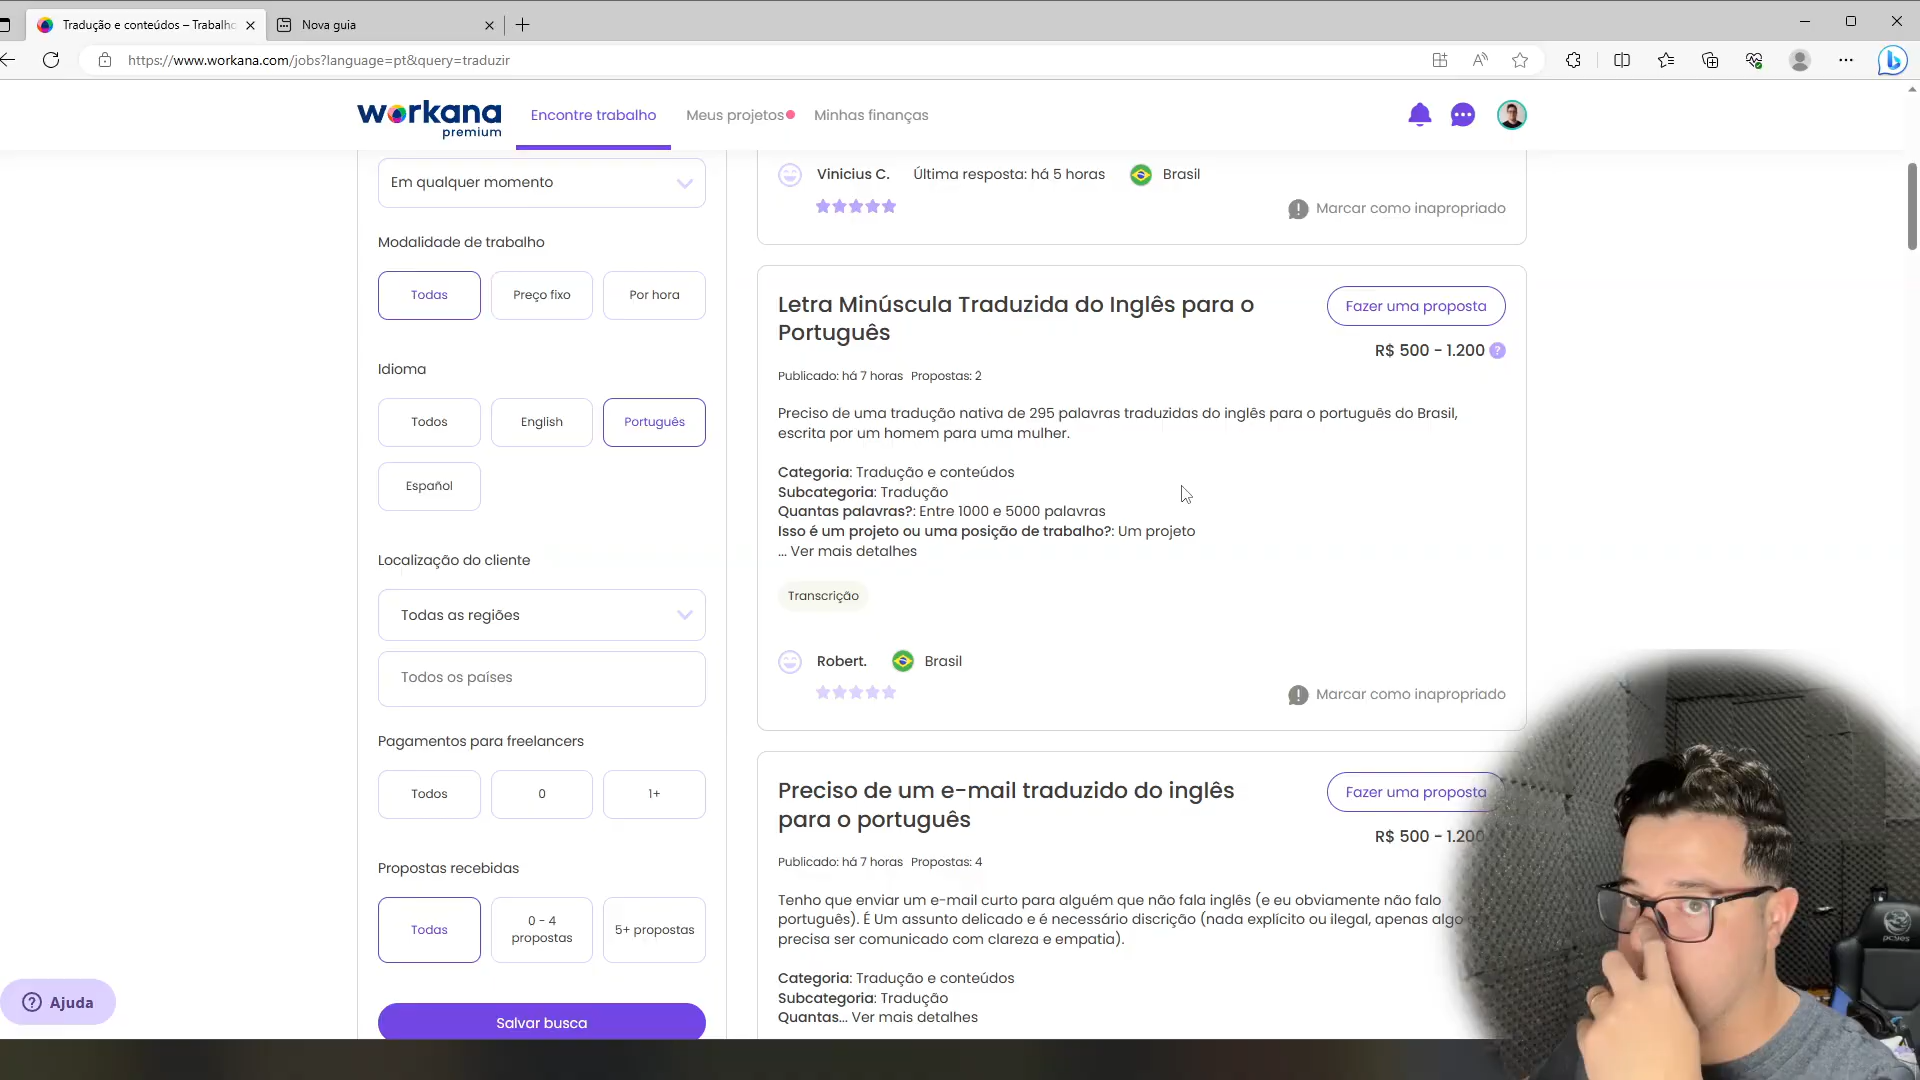 Tradução e conteúdos – Trabalho
Nova guia
https://www.workana.com/jobs?language=pt&query=traduzir
workana
premium
Encontre trabalho
Meus projetos
Minhas finanças
Em qualquer momento
Modalidade de trabalho
Todas
Preço fixo
Por hora
Idioma
Todos
English
Português
Español
Localização do cliente
Todas as regiões
Todos os países
Pagamentos para freelancers
Todos
0
1+
Propostas recebidas
Todas
0 - 4
propostas
5+ propostas
Salvar busca
Ajuda
Vinicius C.
Última resposta: há 5 horas
Brasil
Marcar como inapropriado
Letra Minúscula Traduzida do Inglês para o
Português
Fazer uma proposta
R$ 500 - 1.200 ?
Publicado: há 7 horas Propostas: 2
Preciso de uma tradução nativa de 295 palavras traduzidas do inglês para o português do Brasil,
escrita por um homem para uma mulher.
Categoria: Tradução e conteúdos
Subcategoria: Tradução
Quantas palavras?: Entre 1000 e 5000 palavras
Isso é um projeto ou uma posição de trabalho?: Um projeto
... Ver mais detalhes
Transcrição
Robert.
Brasil
Marcar como inapropriado
Preciso de um e-mail traduzido do inglês
para o português
Fazer uma proposta
R$ 500 - 1.200
Publicado: há 7 horas Propostas: 4
Tenho que enviar um e-mail curto para alguém que não fala inglês (e eu obviamente não falo
português). É Um assunto delicado e é necessário discrição (nada explícito ou ilegal, apenas algo
precisa ser comunicado com clareza e empatia).
Categoria: Tradução e conteúdos
Subcategoria: Tradução
Quantas... Ver mais detalhes
pcyes